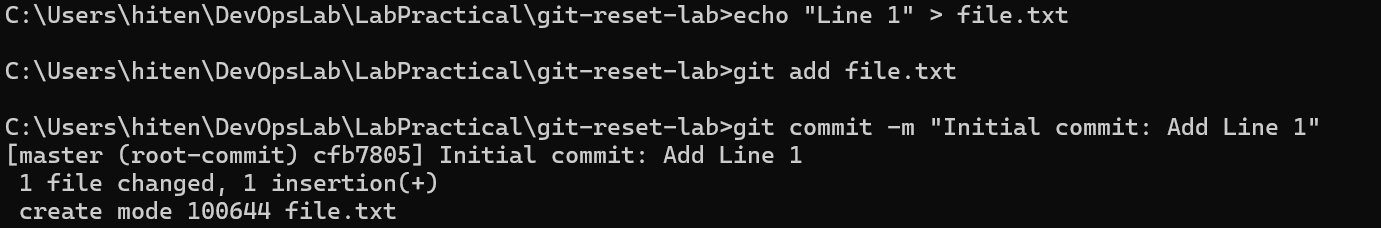 C:\Users\hiten\DevOpsLab\LabPractical\git-reset-lab>echo "Line 1" > file.txt
C:\Users\hiten\DevOpsLab\LabPractical\git-reset-lab>git add file.txt
C:\Users\hiten\DevOpsLab\LabPractical\git-reset-lab>git commit -m "Initial commit: Add Line 1"
[master (root-commit) cfb7805] Initial commit: Add Line 1
 1 file changed, 1 insertion(+)
 create mode 100644 file.txt